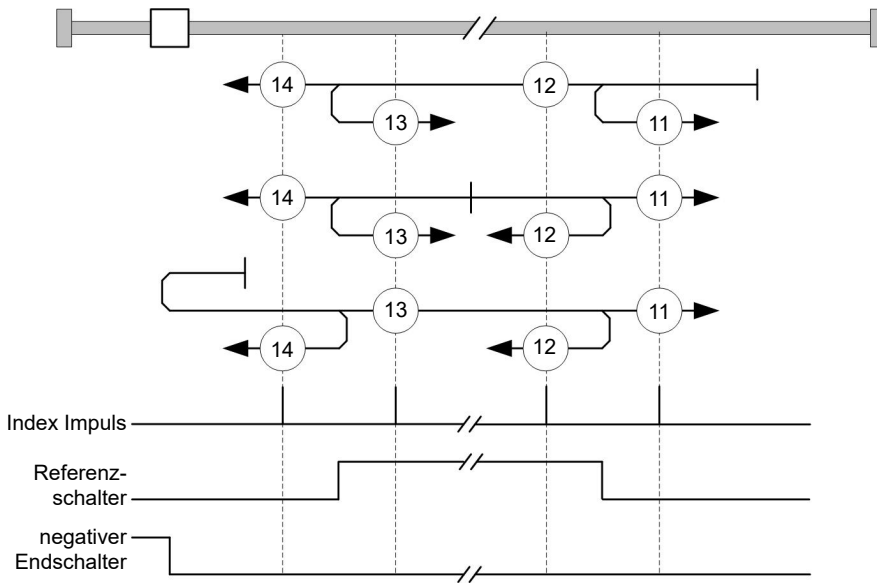 14
12
13
11
14
11
13
12
13
11
14
12
Index Impuls
Referenz-
schalter
negativer
Endschalter